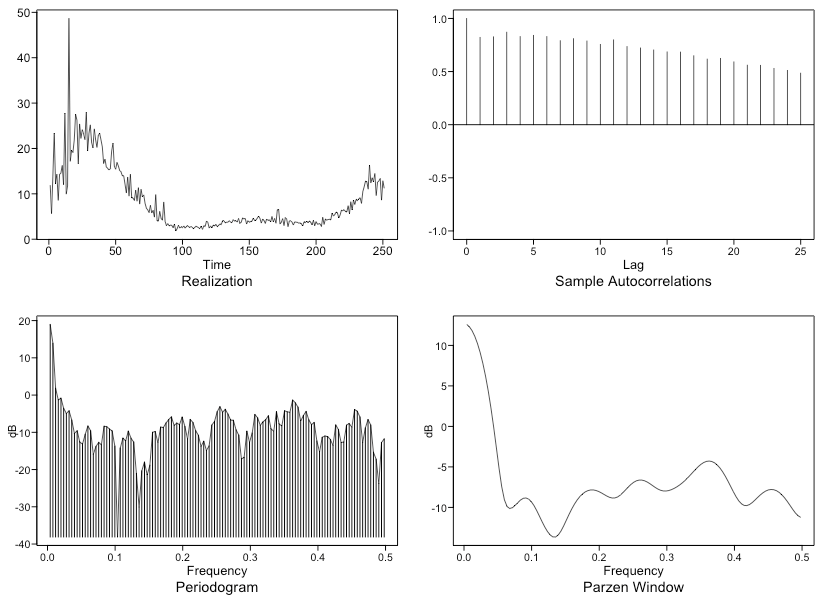 50
40
30
20
10
0
0 50 100 150 200 250
Time
Realization
1.0
0.5
0.0
-0.5
-1.0
0 5 10 15 20 25
Lag
Sample Autocorrelations
20
10
0
-10
-20
-30
-40
dB
0.0 0.1 0.2 0.3 0.4 0.5
Frequency
Periodogram
10
5
0
-5
-10
dB
0.0 0.1 0.2 0.3 0.4 0.5
Frequency
Parzen Window